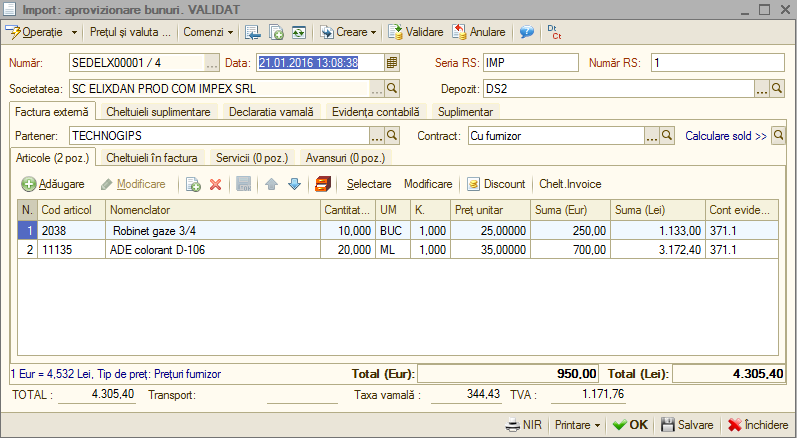 Import: aprovizionare bunuri. VALIDAT
Operație Prețul și valuta ... Comenzi Creare Validare Anulare Dt Ct
Număr: SEDELX00001 / 4 ... Data: 21.01.2016 13:08:38 Seria RS: IMP Număr RS: 1
Societatea: SC ELIXDAN PROD COM IMPEX SRL ... Depozit: DS2 ...
Factura externă Cheltuieli suplimentare Declaratia vamală Evidența contabilă Suplimentar
Partener: TECHNOGIPS ... Contract: Cu furnizor ... Calculare sold >>
Articole (2 poz.) Cheltuieli în factura Servicii (0 poz.) Avansuri (0 poz.)
Adăugare Modificare Selectare Modificare Discount Chelt.Invoice
N. Cod articol Nomenclator Cantitat... UM K. Preț unitar Suma (Eur) Suma (Lei) Cont evide...
1 2038 Robinet gaze 3/4 10,000 BUC 1,000 25,00000 250,00 1.133,00 371.1
2 11135 ADE colorant D-106 20,000 ML 1,000 35,00000 700,00 3.172,40 371.1
1 Eur = 4,532 Lei, Tip de preț: Prețuri furnizor Total (Eur): 950,00 Total (Lei): 4.305,40
TOTAL : 4.305,40 Transport: Taxa vamală : 344,43 TVA : 1.171,76
NIR Printare OK Salvare Închidere